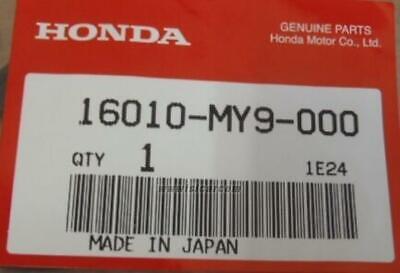 HONDA
GENUINE PARTS
Honda Motor Co., Ltd.
16010-MY9-000
QTY 1 1E24
MADE IN JAPAN